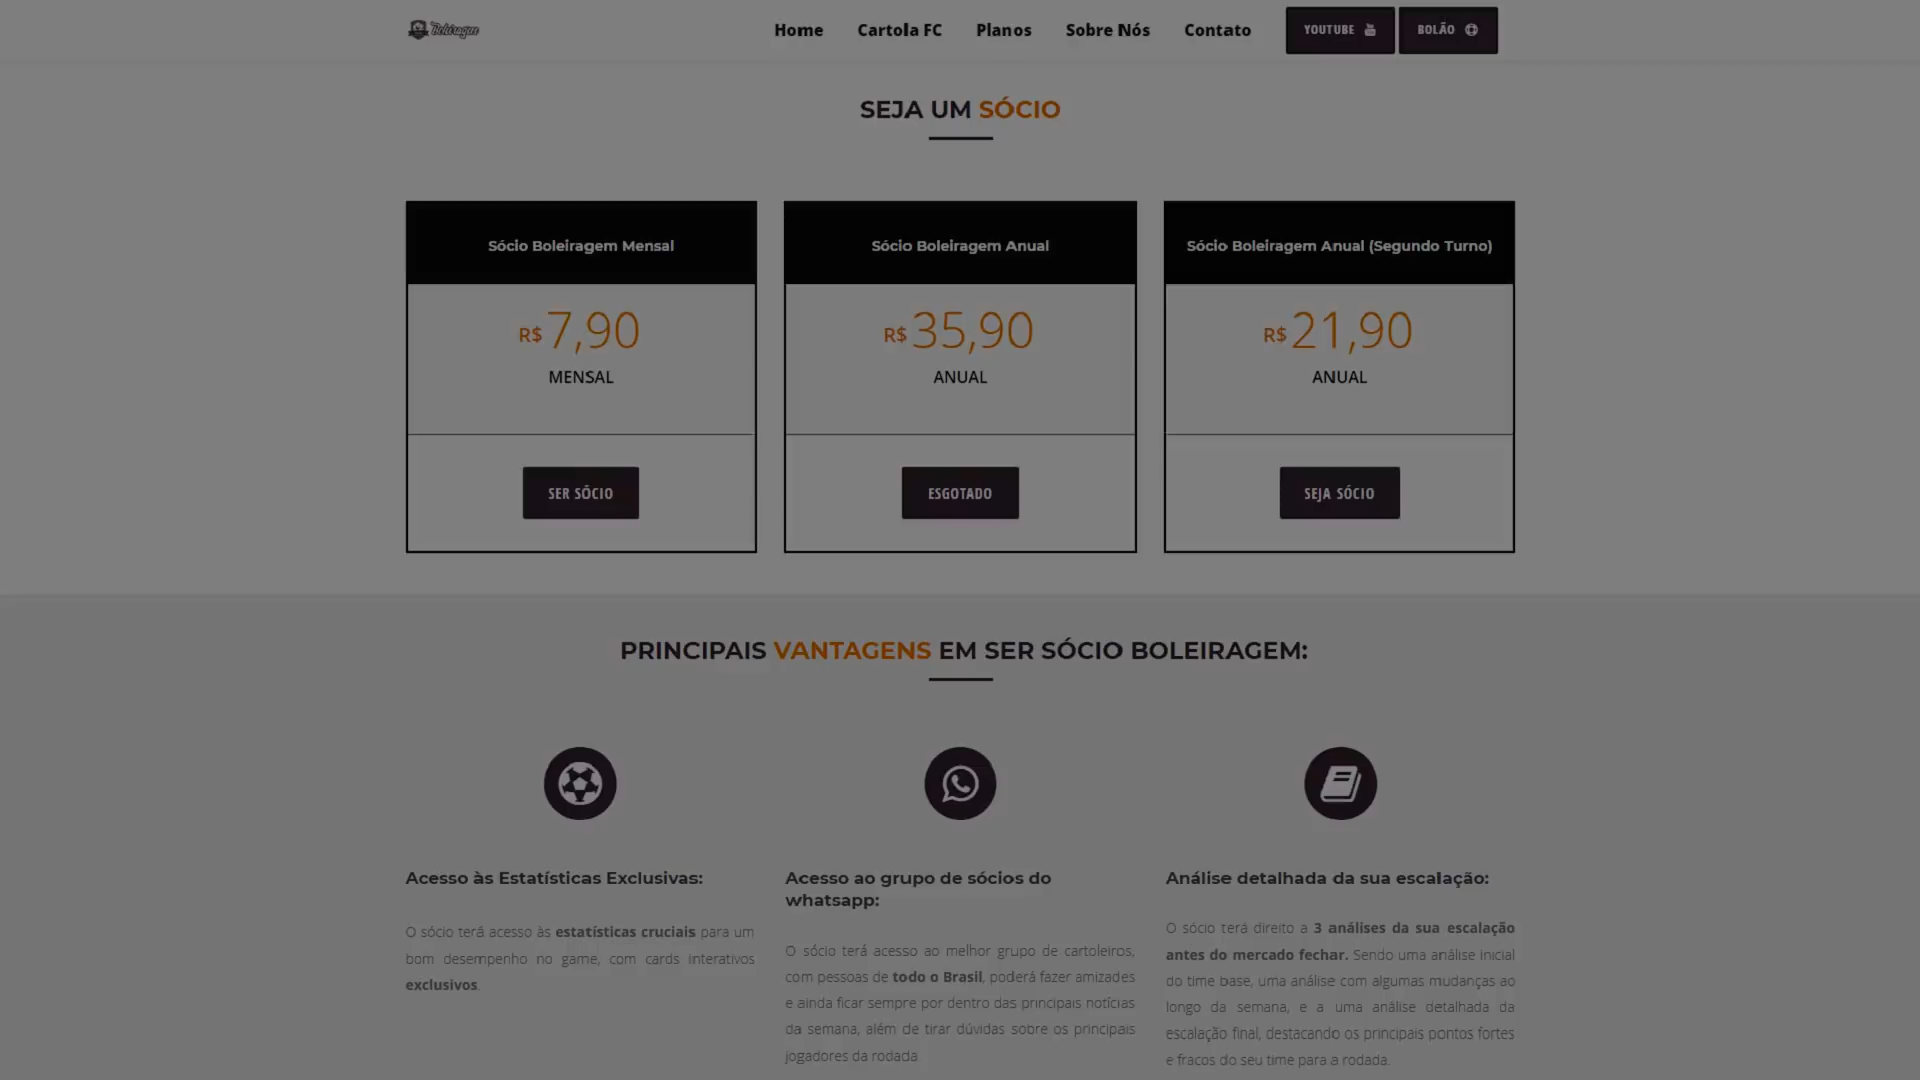 Boleiragem
Home
Cartola FC
Planos
Sobre Nós
Contato
YOUTUBE
BOLÃO
SEJA UM SÓCIO
Sócio Boleiragem Mensal
R$ 7,90
MENSAL
SER SÓCIO
Sócio Boleiragem Anual
R$ 35,90
ANUAL
ESGOTADO
Sócio Boleiragem Anual (Segundo Turno)
R$ 21,90
ANUAL
SEJA SÓCIO
PRINCIPAIS VANTAGENS EM SER SÓCIO BOLEIRAGEM:
Acesso às Estatísticas Exclusivas:
O sócio terá acesso às estatísticas cruciais para um
bom desempenho no game, com cards interativos
exclusivos.
Acesso ao grupo de sócios do
whatsapp:
O sócio terá acesso ao melhor grupo de cartoleiros,
com pessoas de todo o Brasil, poderá fazer amizades
e ainda ficar sempre por dentro das principais notícias
da semana, além de tirar dúvidas sobre os principais
jogadores da rodada.
Análise detalhada da sua escalação:
O sócio terá direito a 3 análises da sua escalação
antes do mercado fechar. Sendo uma análise inicial
do time base, uma análise com algumas mudanças ao
longo da semana, e a uma análise detalhada da
escalação final, destacando os principais pontos fortes
e fracos do seu time para a rodada.